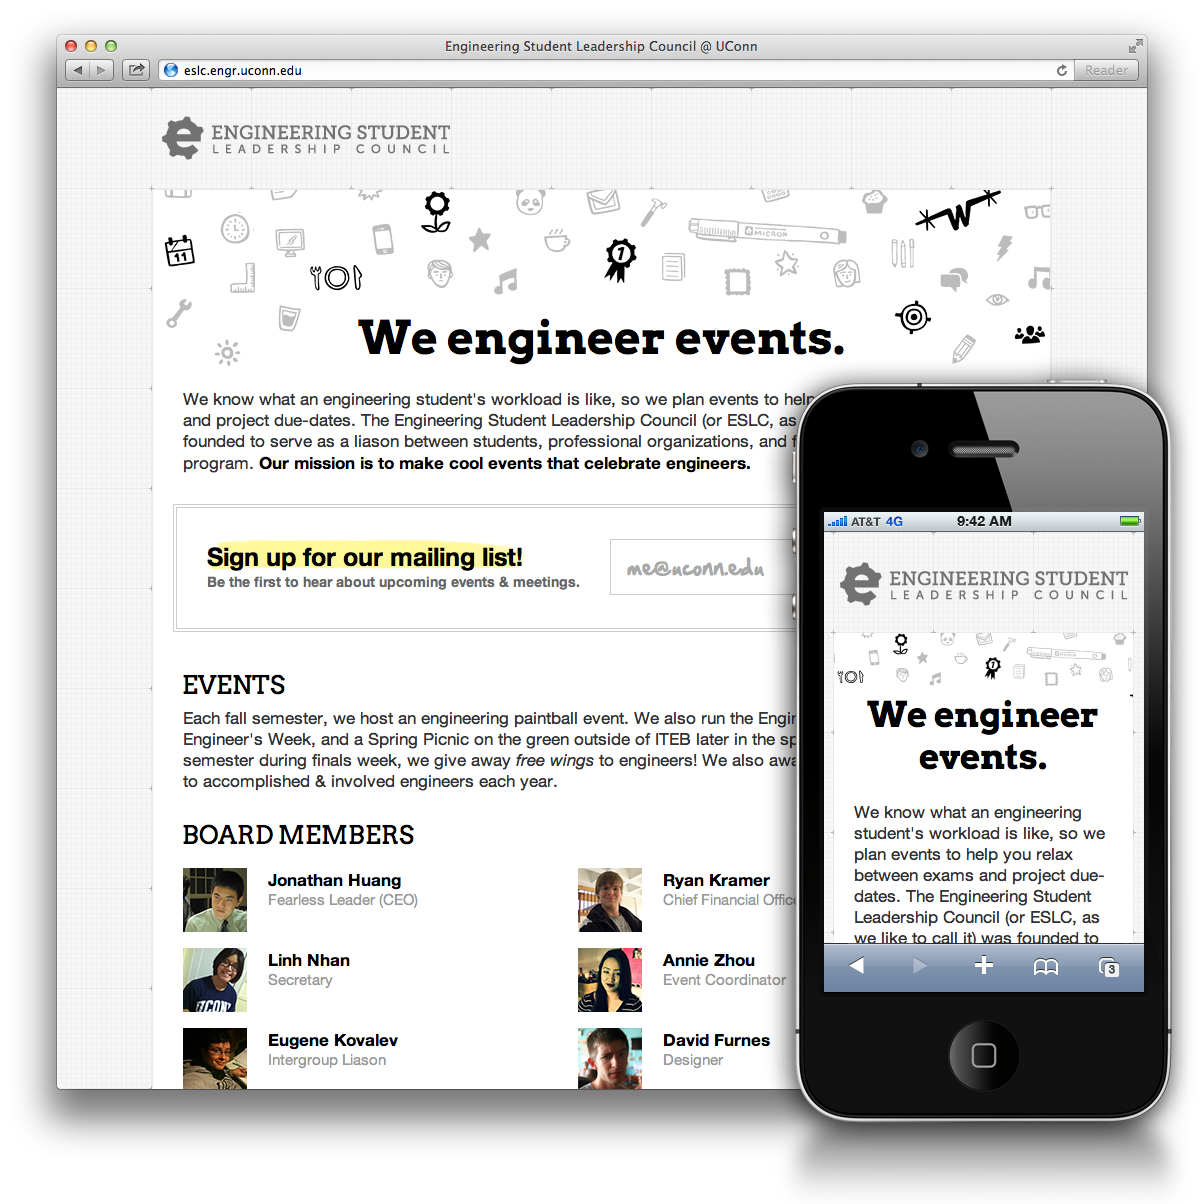 Engineering Student Leadership Council @ UConn
eslc.engr.uconn.edu
Reader
e ENGINEERING STUDENT
LEADERSHIP COUNCIL
11
1
MICRON
W
We engineer events.
We know what an engineering student's workload is like, so we plan events to help
and project due-dates. The Engineering Student Leadership Council (or ESLC, as
founded to serve as a liason between students, professional organizations, and f
program. Our mission is to make cool events that celebrate engineers.
Sign up for our mailing list!
Be the first to hear about upcoming events & meetings.
me@uconn.edu
EVENTS
Each fall semester, we host an engineering paintball event. We also run the Engi
Engineer's Week, and a Spring Picnic on the green outside of ITEB later in the sp
semester during finals week, we give away free wings to engineers! We also awa
to accomplished & involved engineers each year.
BOARD MEMBERS
Jonathan Huang
Fearless Leader (CEO)
Ryan Kramer
Chief Financial Office
Linh Nhan
Secretary
Annie Zhou
Event Coordinator
Eugene Kovalev
Intergroup Liason
David Furnes
Designer
UCONN
AT&T 4G
9:42 AM
e ENGINEERING STUDENT
LEADERSHIP COUNCIL
1
We engineer
events.
We know what an engineering
student's workload is like, so we
plan events to help you relax
between exams and project due-
dates. The Engineering Student
Leadership Council (or ESLC, as
we like to call it) was founded to
3